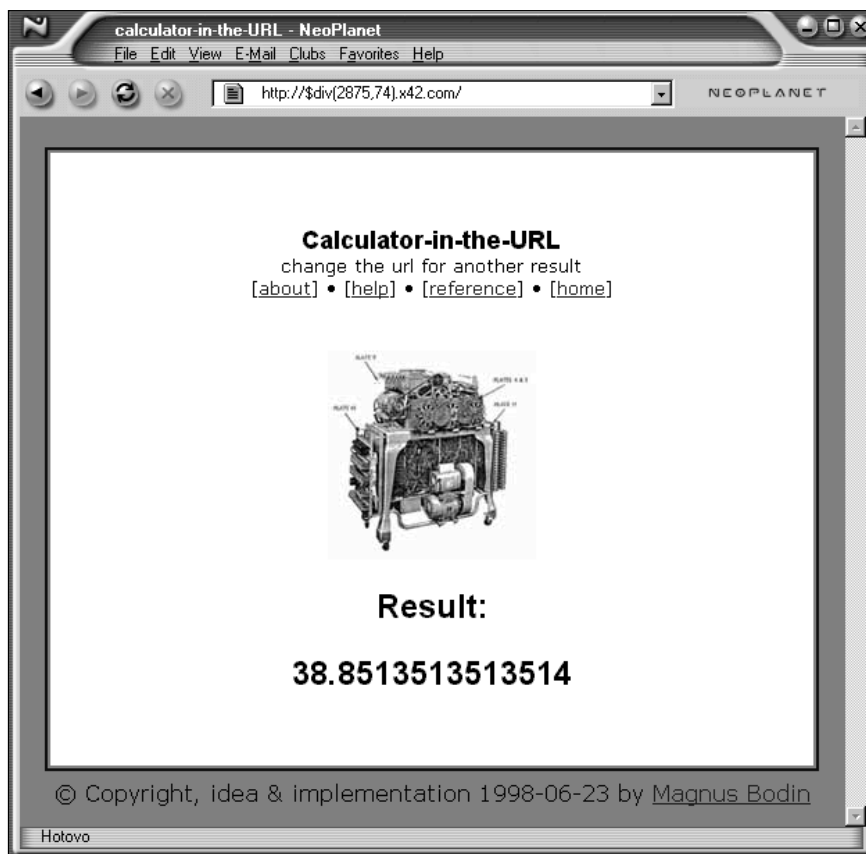 calculator-in-the-URL - NeoPlanet
File Edit View E-Mail Clubs Favorites Help
http://$div(2875,74).x42.com/
NEOPLANET
Calculator-in-the-URL
change the url for another result
[about] • [help] • [reference] • [home]
Result:
38.8513513513514
© Copyright, idea & implementation 1998-06-23 by Magnus Bodin
Hotovo